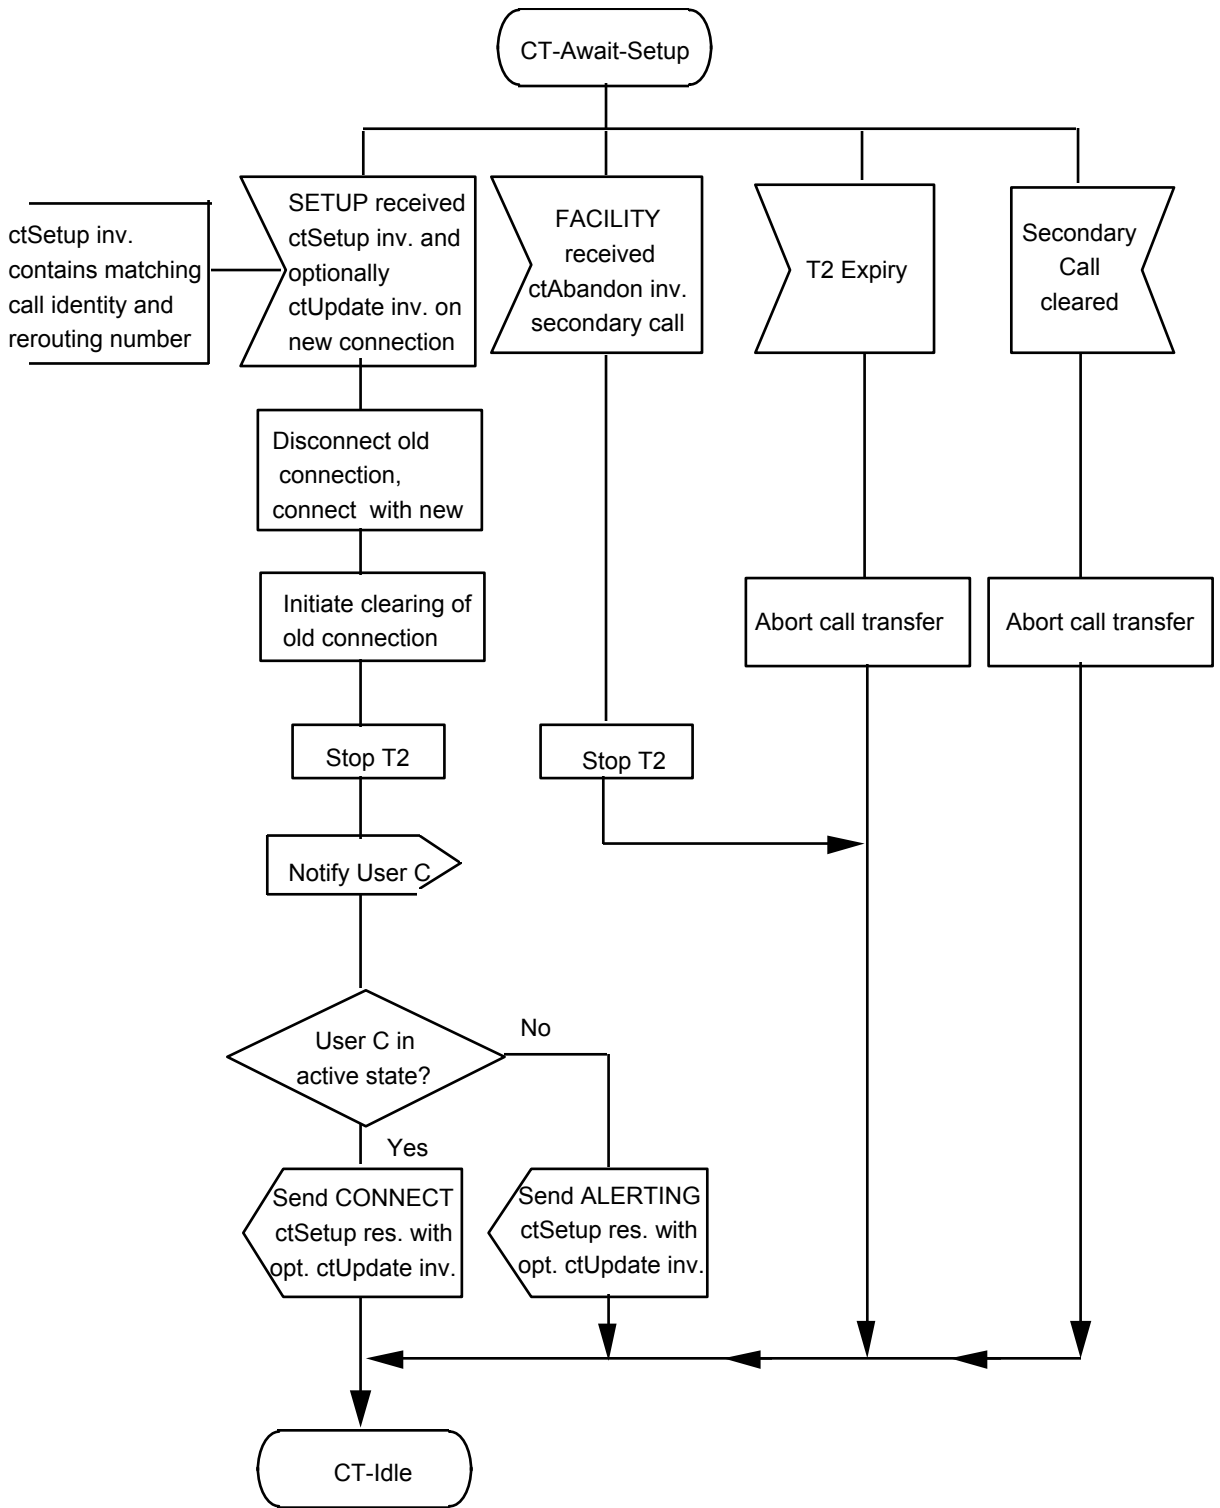 CT-Await-Setup
ctSetup inv.
contains matching
call identity and
rerouting number
SETUP received
ctSetup inv. and
optionally
ctUpdate inv. on
new connection
FACILITY
received
ctAbandon inv.
secondary call
T2 Expiry
Secondary
Call
cleared
Disconnect old
connection,
connect with new
Initiate clearing of
old connection
Abort call transfer
Abort call transfer
Stop T2
Stop T2
Notify User C
User C in
active state?
No
Yes
Send CONNECT
ctSetup res. with
opt. ctUpdate inv.
Send ALERTING
ctSetup res. with
opt. ctUpdate inv.
CT-Idle